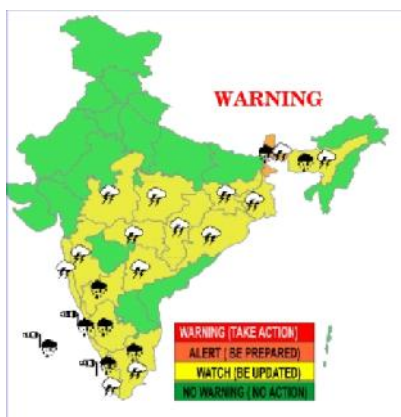 WARNING
WARNING (TAKE ACTION)
ALERT ( BE PREPARED)
WATCH (BE UPDATED)
NO WARNING ( NO ACTION)